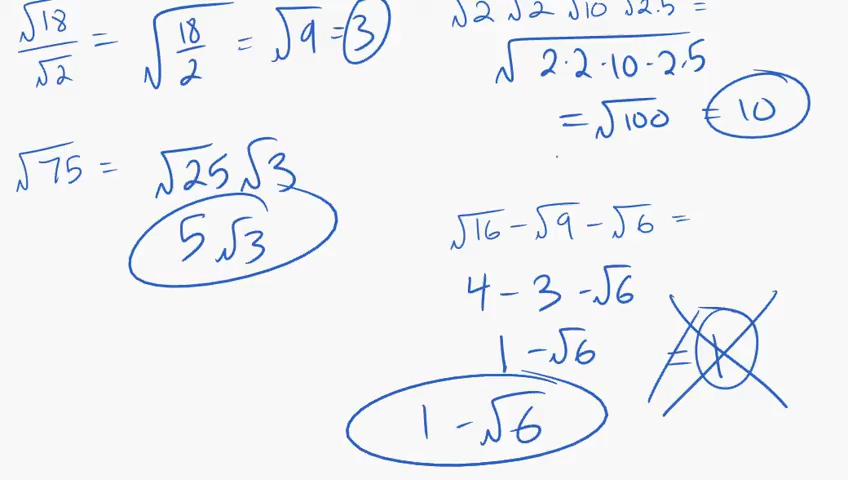 √18/√2 = √18/2 = √9 = 3
√75 = √25 √3
5√3
√2 √2 √10 √2.5 =
√2·2·10·2.5
= √100 = 10
√16 - √9 - √6 =
4 - 3 - √6
1 - √6 = 1
1 - √6